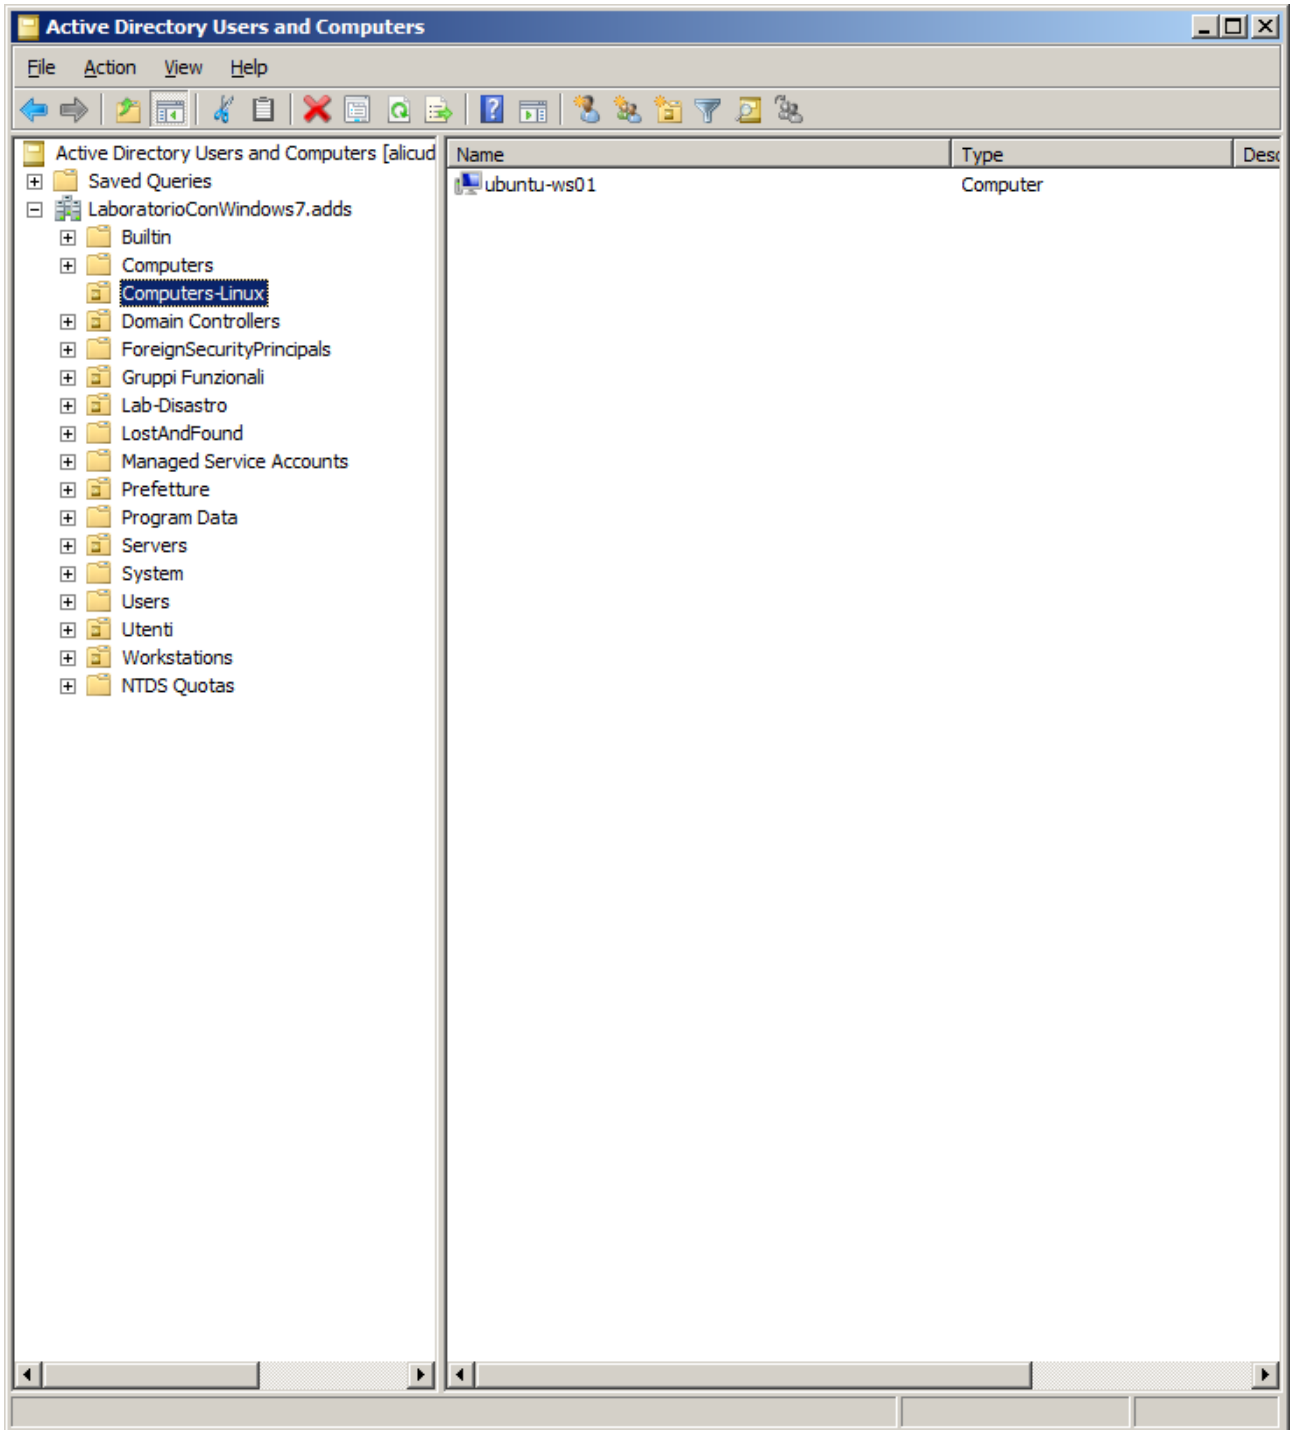 Active Directory Users and Computers
File Action View Help
Active Directory Users and Computers [alicud
Saved Queries
LaboratorioConWindows7.adds
Builtin
Computers
Computers-Linux
Domain Controllers
ForeignSecurityPrincipals
Gruppi Funzionali
Lab-Disastro
LostAndFound
Managed Service Accounts
Prefetture
Program Data
Servers
System
Users
Utenti
Workstations
NTDS Quotas
Name Type Desc
ubuntu-ws01 Computer